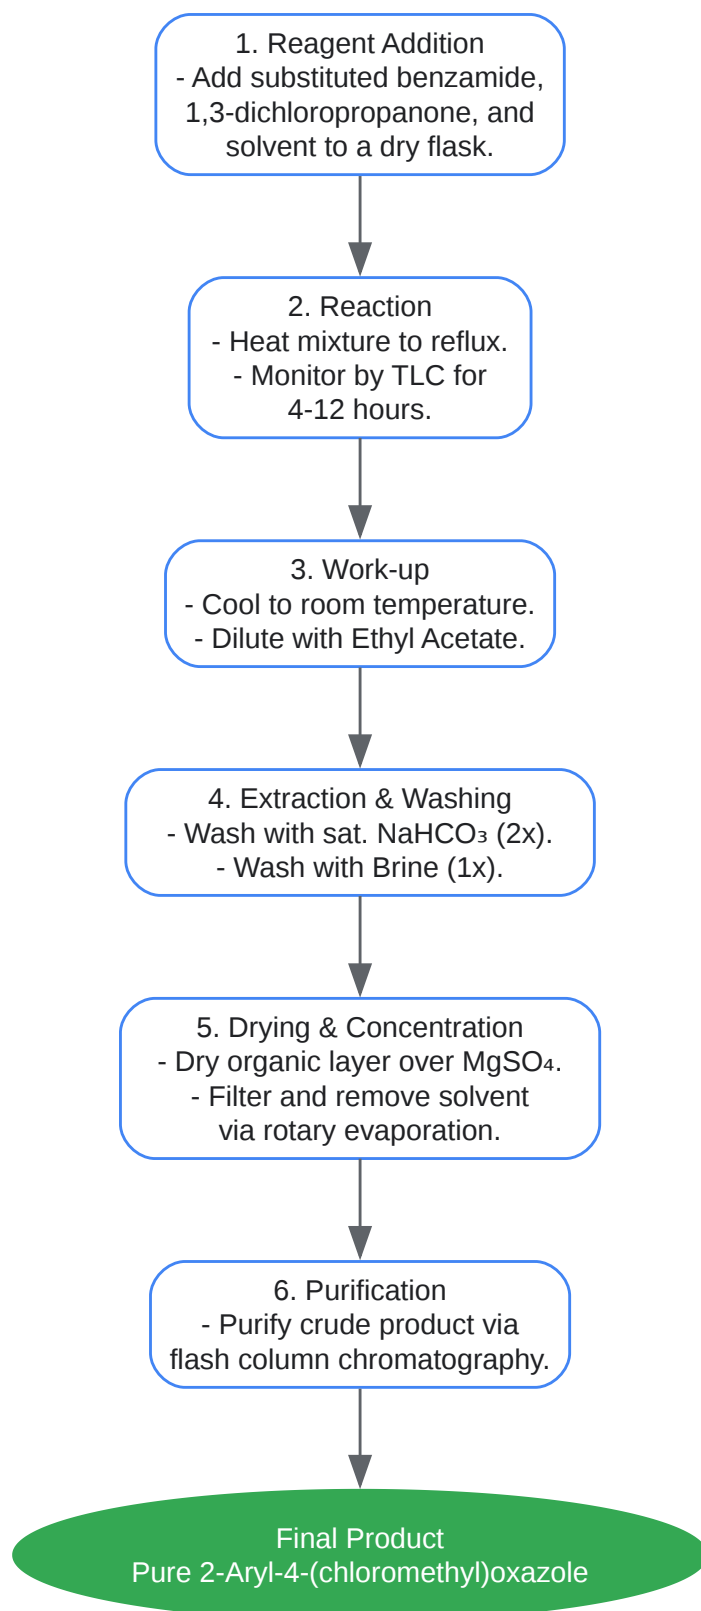 1. Reagent Addition
- Add substituted benzamide,
1,3-dichloropropanone, and
solvent to a dry flask.
2. Reaction
- Heat mixture to reflux.
- Monitor by TLC for
4-12 hours.
3. Work-up
- Cool to room temperature.
- Dilute with Ethyl Acetate.
4. Extraction & Washing
- Wash with sat. NaHCO₃ (2x).
- Wash with Brine (1x).
5. Drying & Concentration
- Dry organic layer over MgSO₄.
- Filter and remove solvent
via rotary evaporation.
6. Purification
- Purify crude product via
flash column chromatography.
Final Product
Pure 2-Aryl-4-(chloromethyl)oxazole